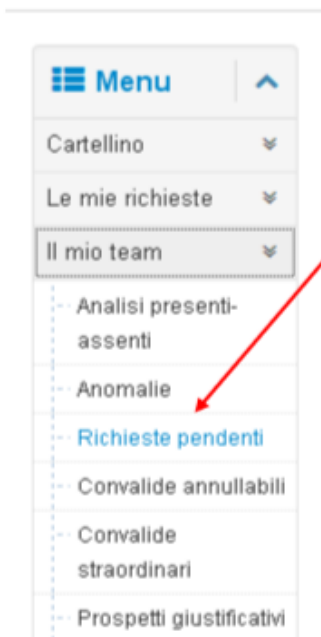 Menu
Cartellino
Le mie richieste
Il mio team
Analisi presenti-
assenti
Anomalie
Richieste pendenti
Convalide annullabili
Convalide
straordinari
Prospetti giustificativi